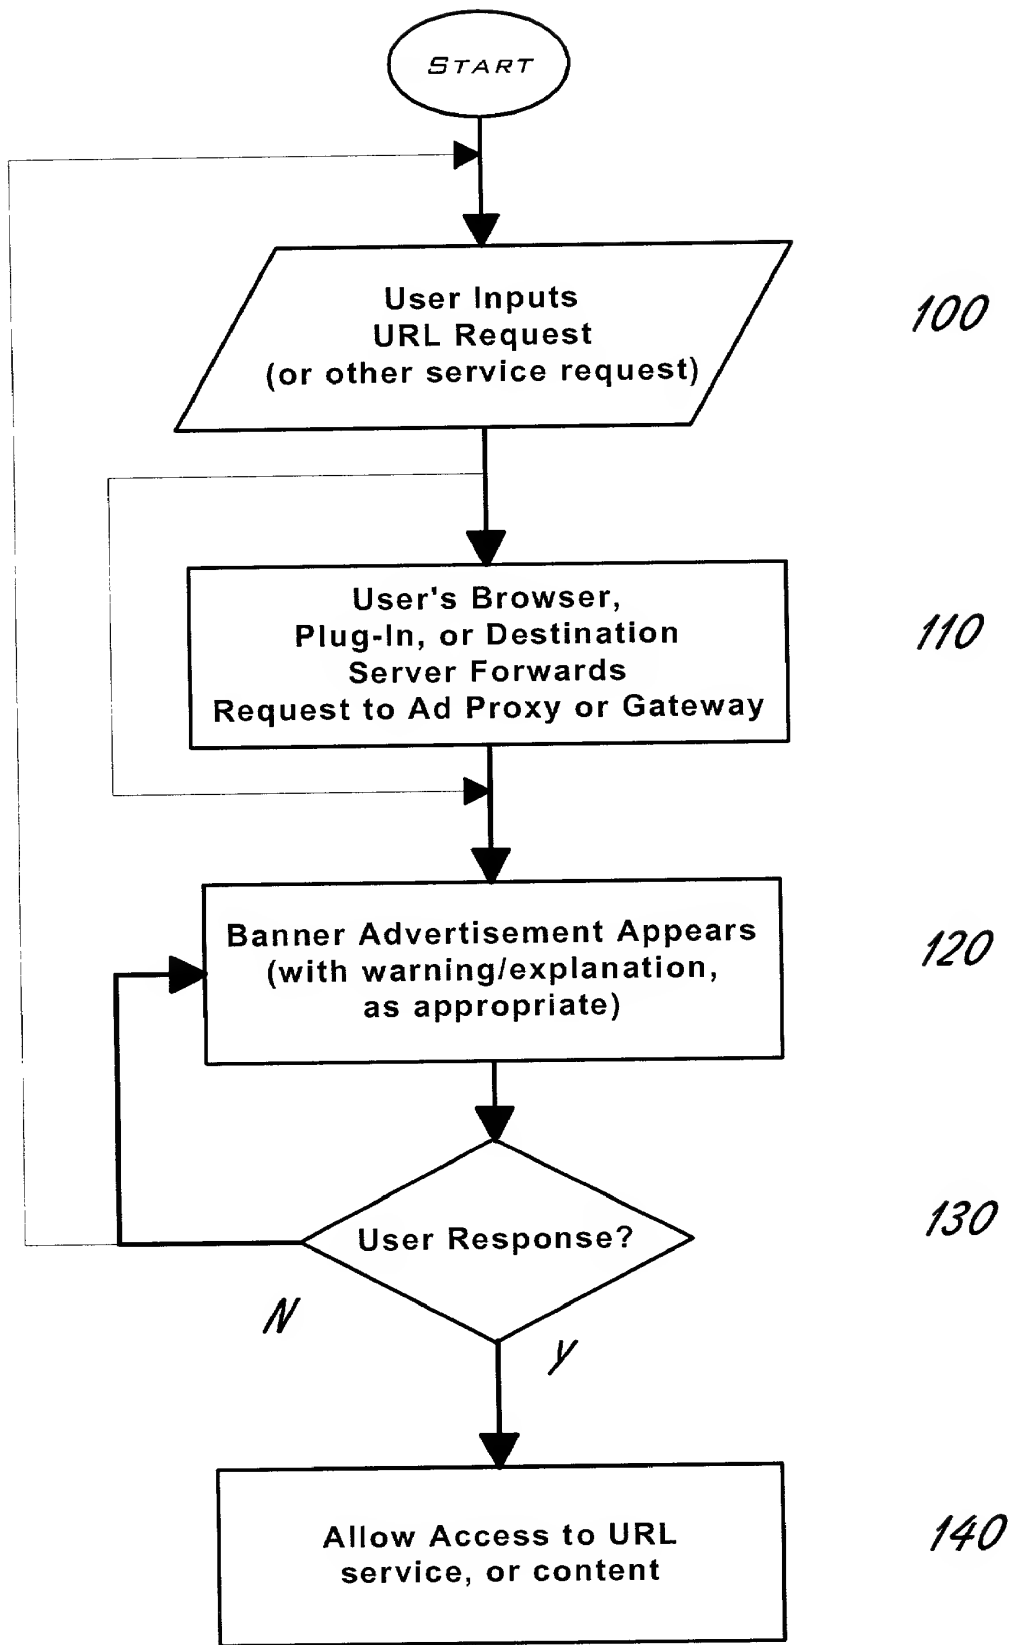 START
User Inputs
URL Request
(or other service request)
100
User's Browser,
Plug-In, or Destination
Server Forwards
Request to Ad Proxy or Gateway
110
Banner Advertisement Appears
(with warning/explanation,
as appropriate)
120
User Response?
130
N
Y
Allow Access to URL
service, or content
140